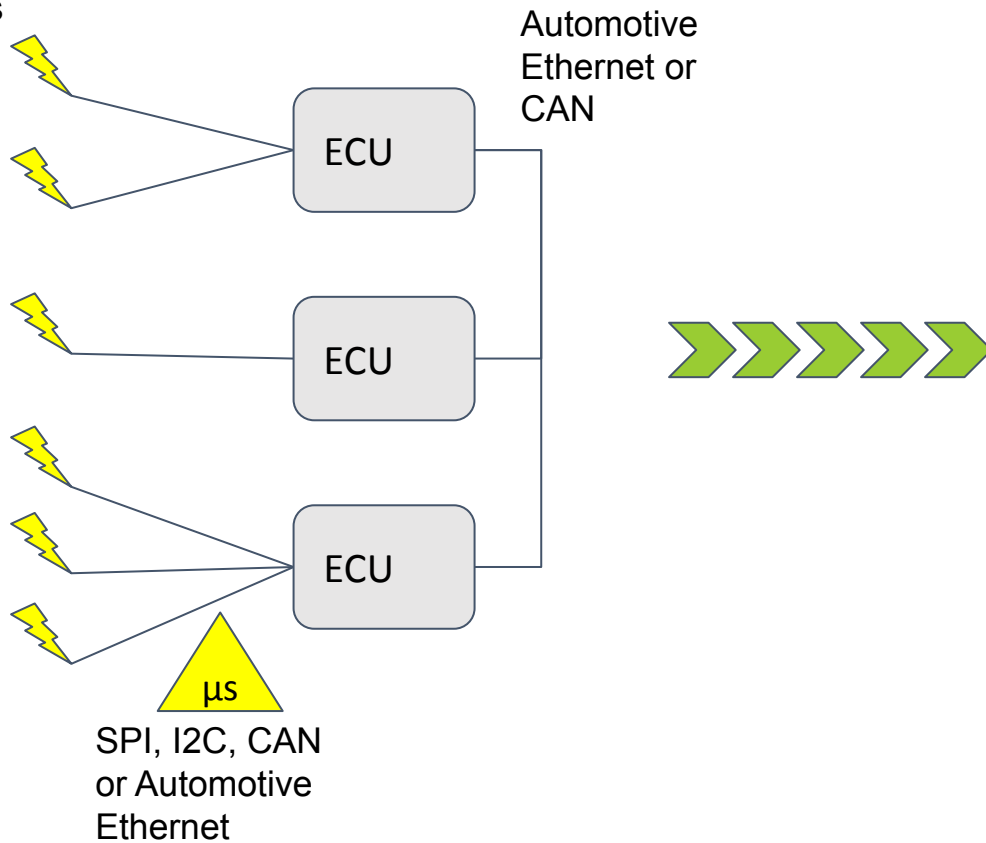 s
Automotive
Ethernet or
CAN
ECU
ECU
ECU
μs
SPI, I2C, CAN
or Automotive
Ethernet